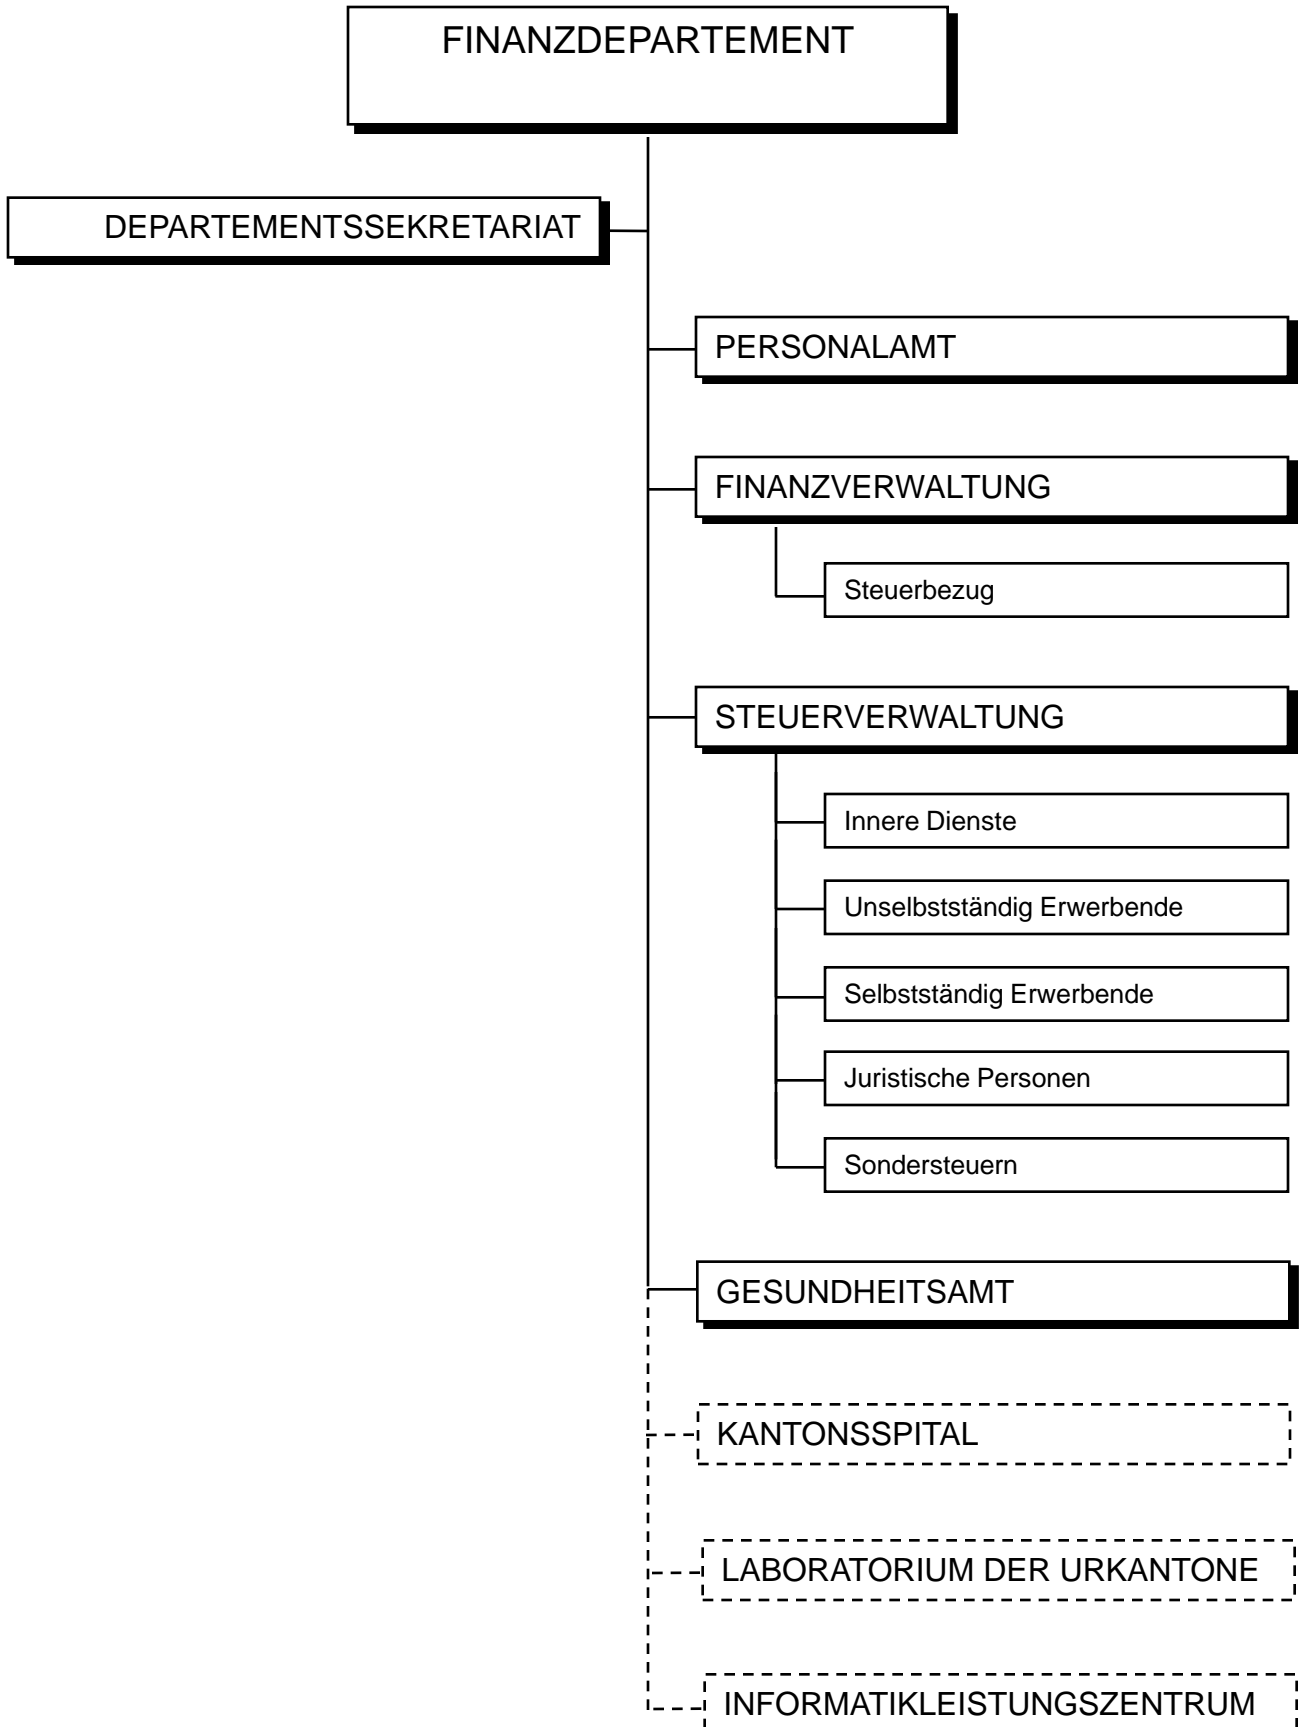 FINANZDEPARTEMENT
DEPARTEMENTSSEKRETARIAT
PERSONALAMT
FINANZVERWALTUNG
Steuerbezug
STEUERVERWALTUNG
Innere Dienste
Unselbstständig Erwerbende
Selbstständig Erwerbende
Juristische Personen
Sondersteuern
GESUNDHEITSAMT
KANTONSSPITAL
LABORATORIUM DER URKANTONE
INFORMATIKLEISTUNGSZENTRUM